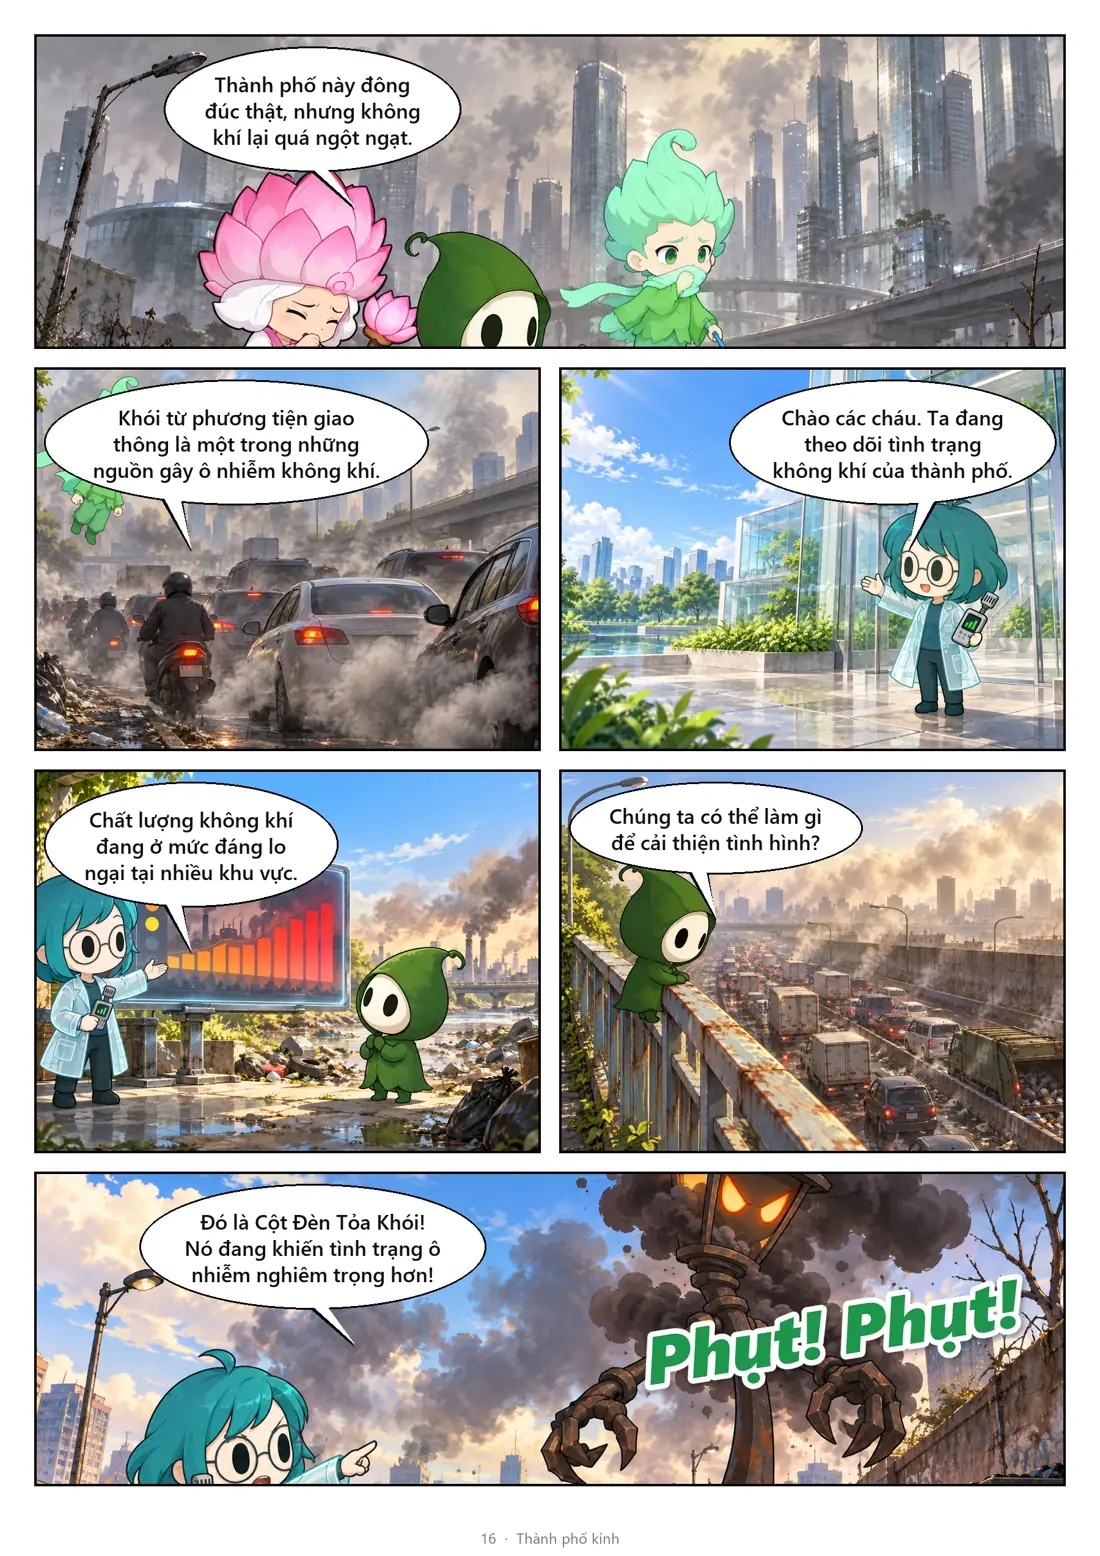 Thành phố này đông
đúc thật, nhưng không
khí lại quá ngột ngạt.
Khói từ phương tiện giao
thông là một trong những
nguồn gây ô nhiễm không khí.
Chào các cháu. Ta đang
theo dõi tình trạng
không khí của thành phố.
Chất lượng không khí
đang ở mức đáng lo
ngại tại nhiều khu vực.
Chúng ta có thể làm gì
để cải thiện tình hình?
Đó là Cột Đèn Tỏa Khói!
Nó đang khiến tình trạng ô
nhiễm nghiêm trọng hơn!
Phụt! Phụt!
16 · Thành phố kính